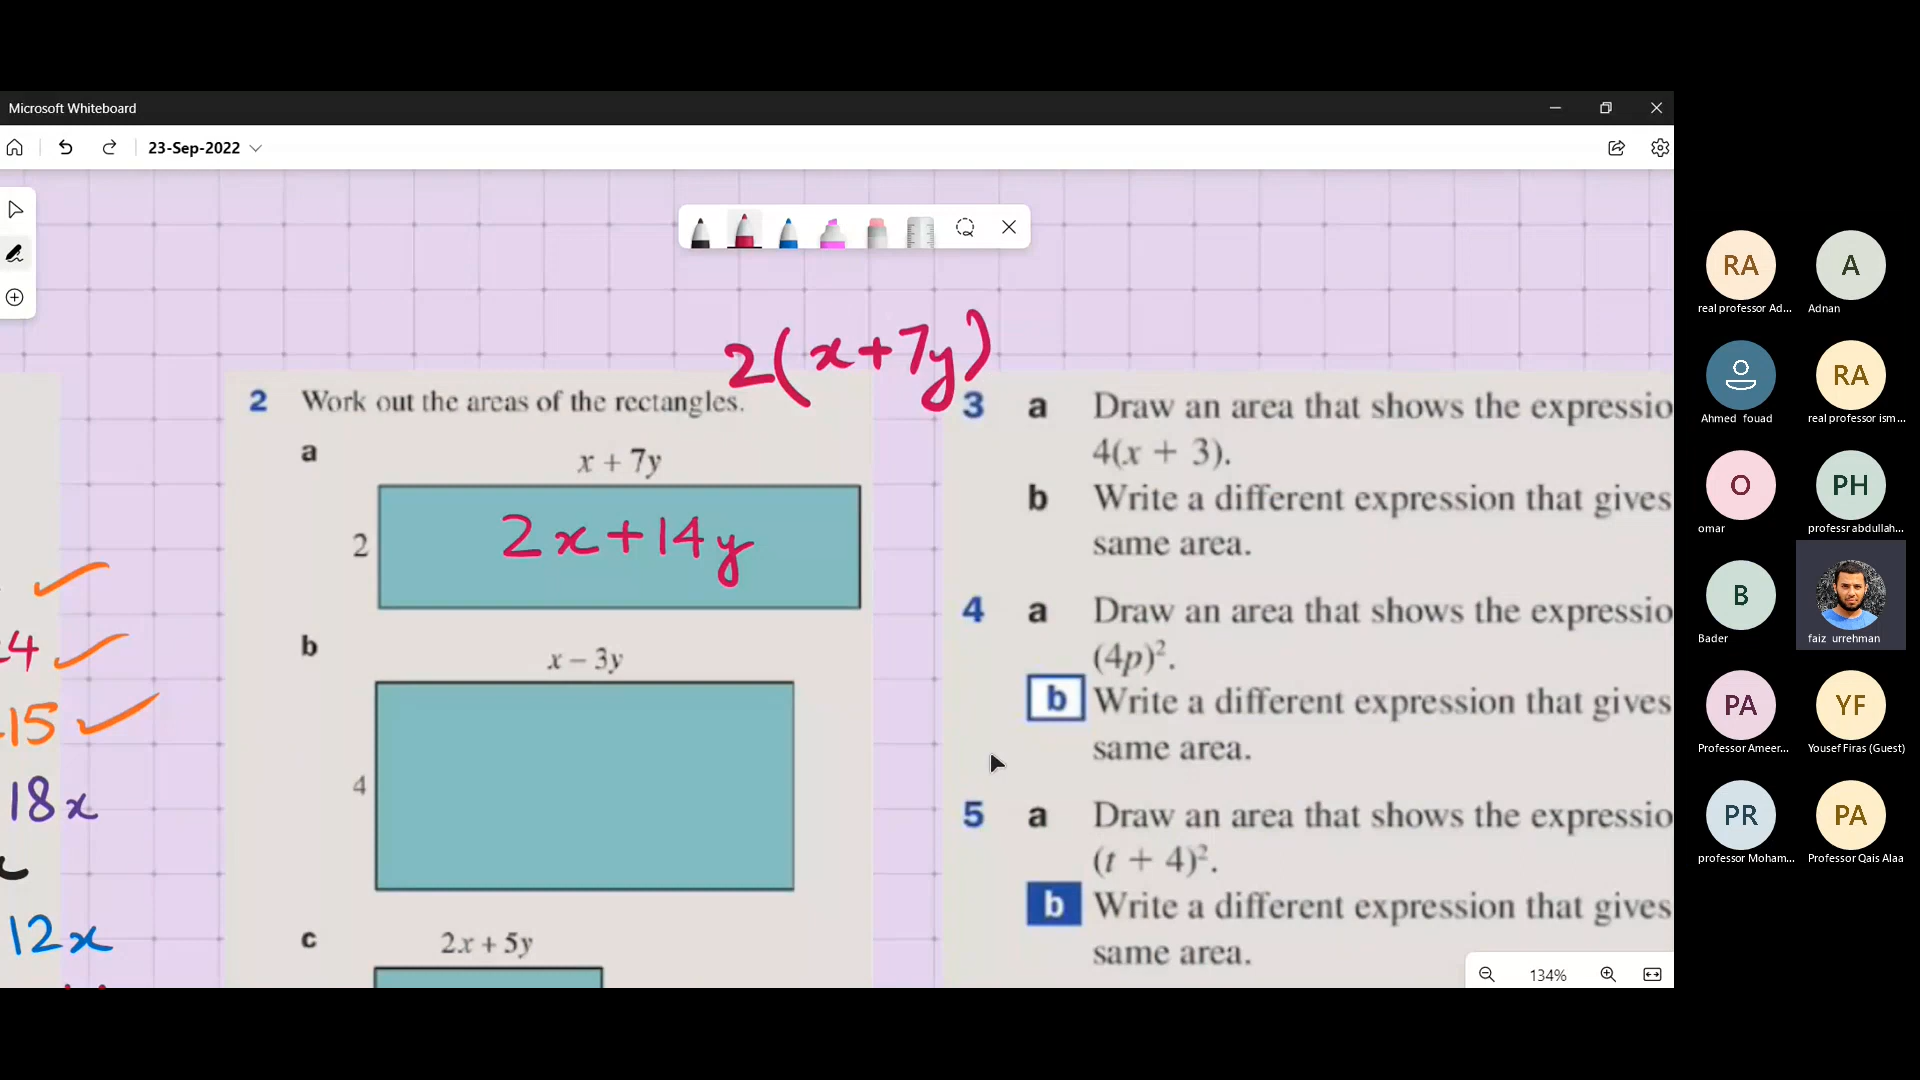 Microsoft Whiteboard
23-Sep-2022
2(x+7y)
2 Work out the areas of the rectangles.
a
x + 7y
2
2x+14y
b
x – 3y
4
c
2x + 5y
4
15
18x
12x
3 a Draw an area that shows the expressio
4(x + 3).
b Write a different expression that gives
same area.
4 a Draw an area that shows the expressio
(4p)².
b Write a different expression that gives
same area.
5 a Draw an area that shows the expressio
(t + 4)².
b Write a different expression that gives
same area.
134%
RA
real professor Ad...
A
Adnan
Ahmed fouad
RA
real professor ism...
O
omar
PH
professr abdullah...
B
Bader
faiz urrehman
PA
Professor Ameer...
YF
Yousef Firas (Guest)
PR
professor Moham...
PA
Professor Qais Alaa